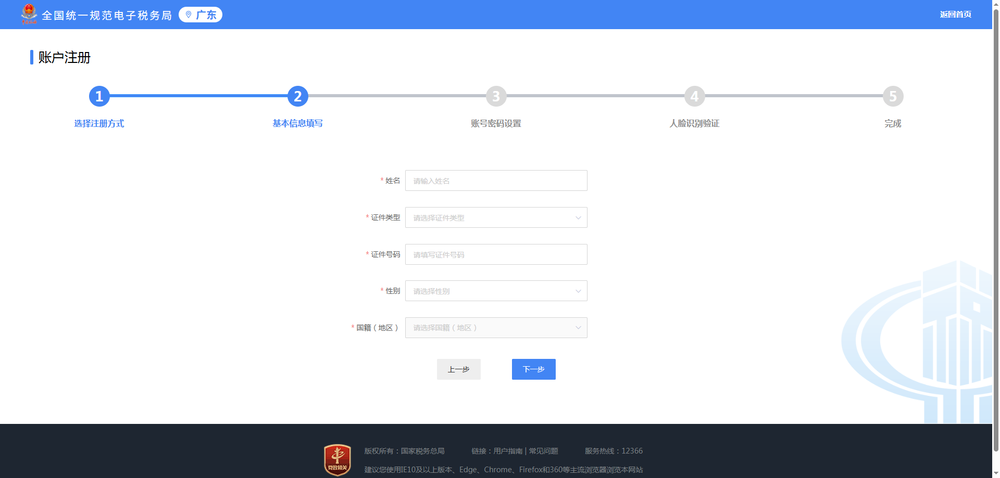 全国统一规范电子税务局 广东 返回首页
账户注册
1 2 3 4 5
选择注册方式 基本信息填写 账号密码设置 人脸识别验证 完成
* 姓名 请输入姓名
* 证件类型 请选择证件类型
* 证件号码 请填写证件号码
* 性别 请选择性别
* 国籍（地区） 请选择国籍（地区）
上一步 下一步
党政机关
版权所有：国家税务总局 链接：用户指南 | 常见问题 服务热线：12366
建议您使用IE10及以上版本、Edge、Chrome、Firefox和360等主流浏览器浏览本网站